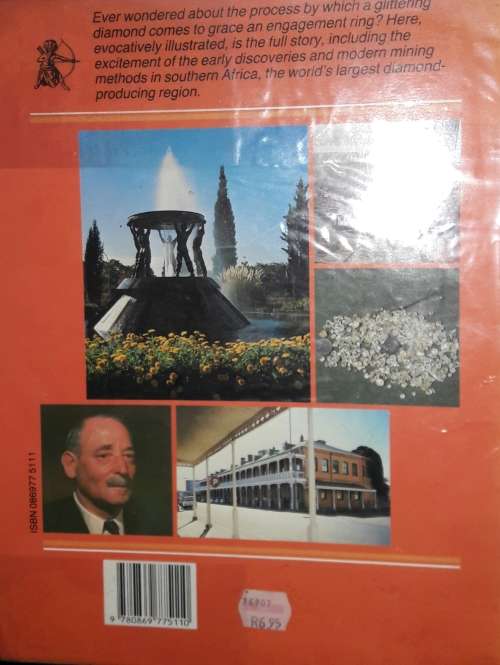 Ever wondered about the process by which a glittering
diamond comes to grace an engagement ring? Here,
evocatively illustrated, is the full story, including the
excitement of the early discoveries and modern mining
methods in southern Africa, the world's largest diamond-
producing region.
ISBN 086977 511 1
9 780869 775110
R6.95